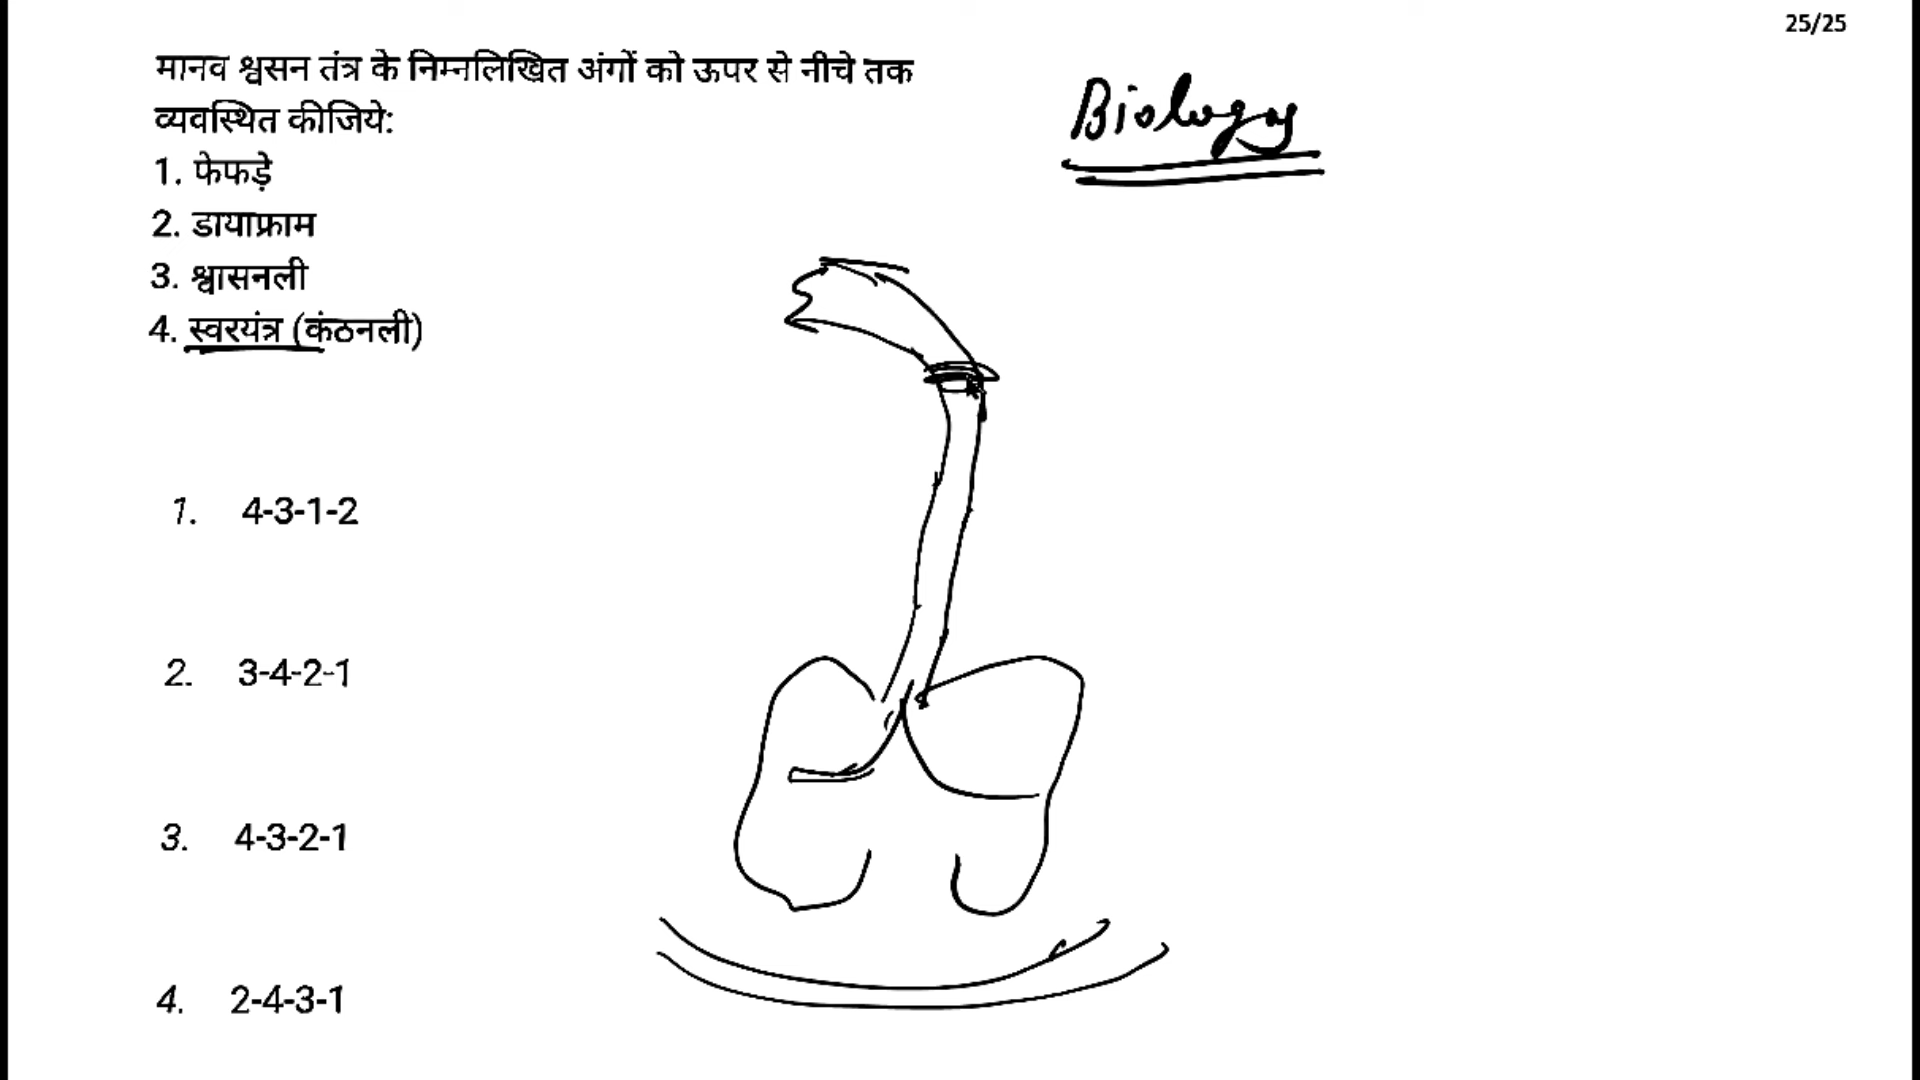 25/25
मानव श्वसन तंत्र के निम्नलिखित अंगों को ऊपर से नीचे तक
व्यवस्थित कीजिये:
Biology
1. फेफड़े
2. डायाफ्राम
3. श्वासनली
4. स्वरयंत्र (कंठनली)
1. 4-3-1-2
2. 3-4-2-1
3. 4-3-2-1
4. 2-4-3-1